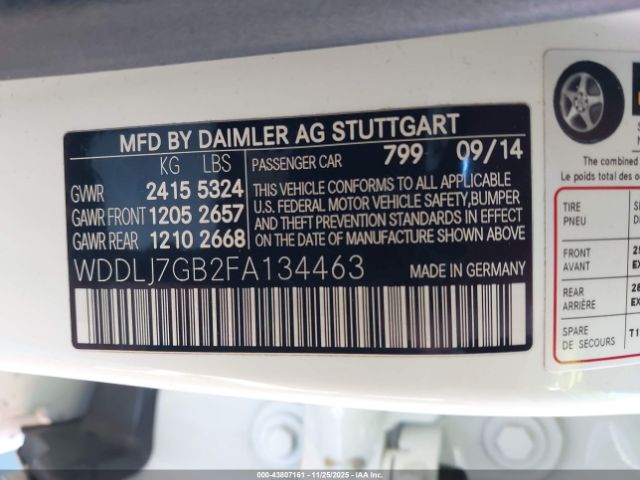 MFD BY DAIMLER AG STUTTGART
KG LBS
GVWR 2415 5324
GAWR FRONT 1205 2657
GAWR REAR 1210 2668
PASSENGER CAR 799 09/14
THIS VEHICLE CONFORMS TO ALL APPLICABLE
U.S. FEDERAL MOTOR VEHICLE SAFETY,BUMPER
AND THEFT PREVENTION STANDARDS IN EFFECT
ON THE DATE OF MANUFACTURE SHOWN ABOVE.
WDDLJ7GB2FA134463
MADE IN GERMANY
The combined
Le poids total des
TIRE
PNEU
FRONT
AVANT
REAR
ARRIÈRE
SPARE
DE SECOURS
000-43807161 - 11/25/2025 - IAA